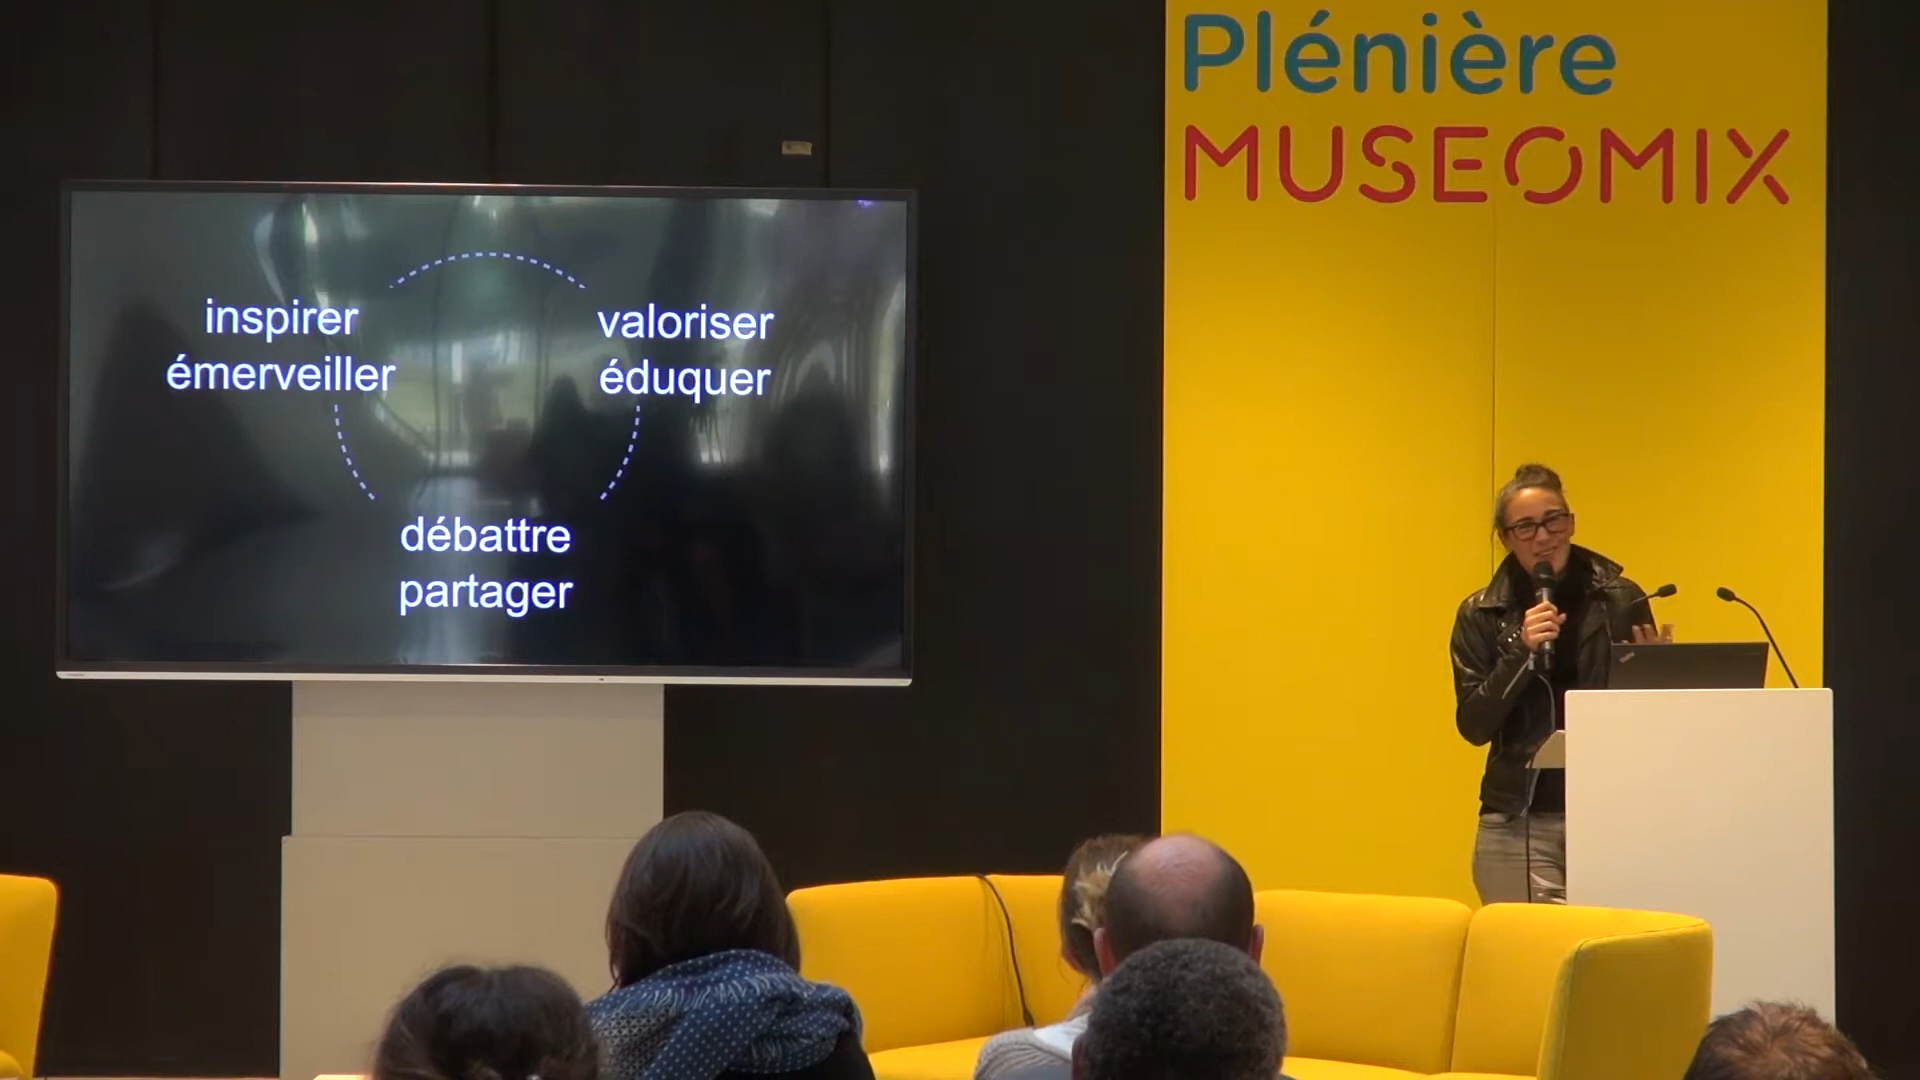 Plénière
MUSEOMIX
inspirer
émerveiller
valoriser
éduquer
débattre
partager